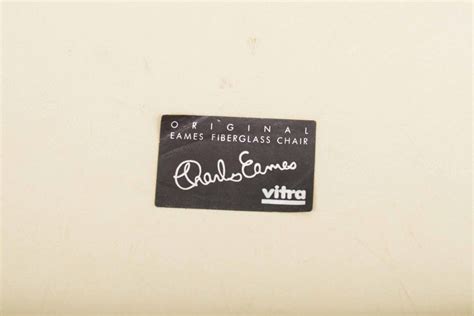 ORIGINAL
EAMES FIBERGLASS CHAIR
Charles Eames
vitra